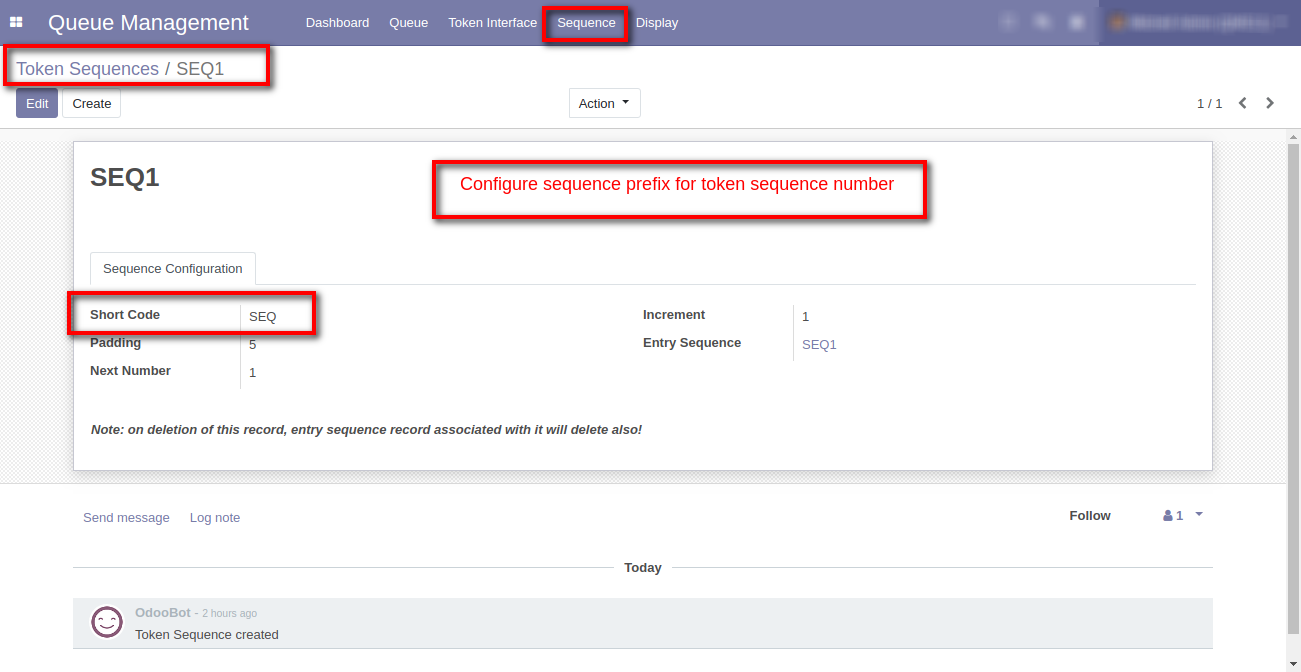 Queue Management Dashboard Queue Token Interface Sequence Display
Token Sequences / SEQ1
Edit Create Action 1 / 1
SEQ1
Configure sequence prefix for token sequence number
Sequence Configuration
Short Code SEQ Increment 1
Padding 5 Entry Sequence SEQ1
Next Number 1
Note: on deletion of this record, entry sequence record associated with it will delete also!
Send message Log note Follow 1
Today
OdooBot - 2 hours ago
Token Sequence created